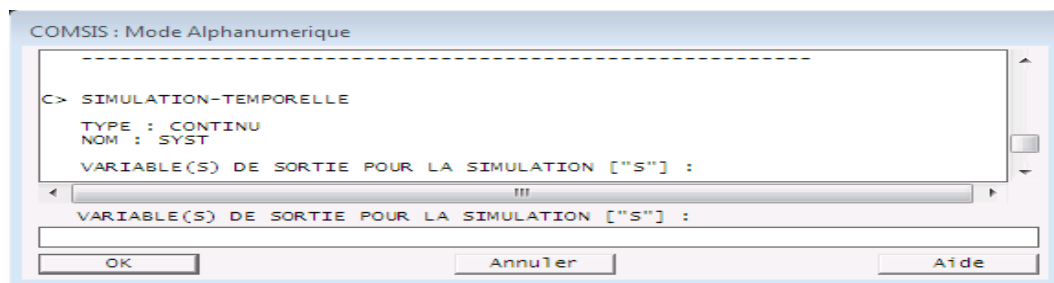 COMSIS : Mode Alphanumerique
------------------------------------------------------------
C> SIMULATION-TEMPORELLE
TYPE : CONTINU
NOM : SYST
VARIABLE(S) DE SORTIE POUR LA SIMULATION ["S"] :
VARIABLE(S) DE SORTIE POUR LA SIMULATION ["S"] :
OK Annuler Aide